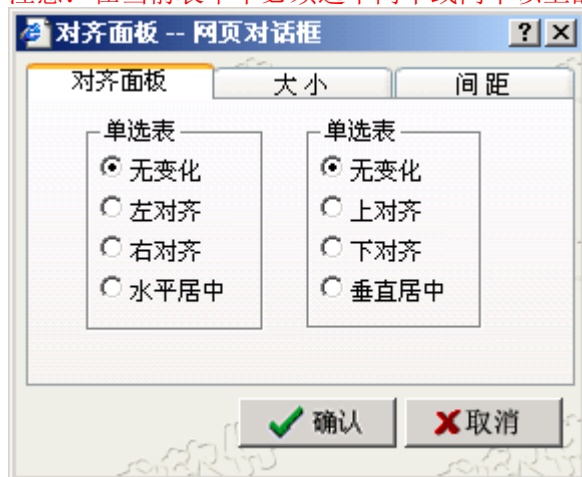 对齐面板 -- 网页对话框
对齐面板 大小 间距
单选表 单选表
无变化 无变化
左对齐 上对齐
右对齐 下对齐
水平居中 垂直居中
确认 取消